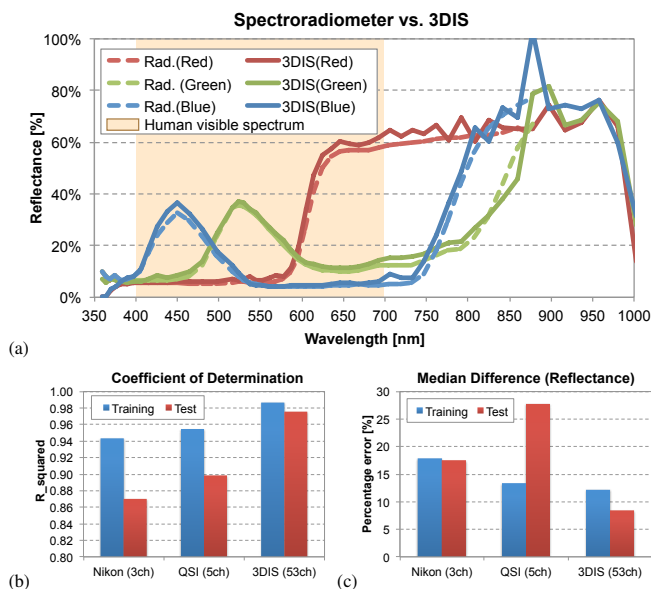 Spectroradiometer vs. 3DIS
100%
80%
60%
40%
20%
0%
Reflectance [%]
Rad.(Red)
3DIS(Red)
Rad. (Green)
3DIS(Green)
Rad.(Blue)
3DIS(Blue)
Human visible spectrum
350 400 450 500 550 600 650 700 750 800 850 900 950 1000
Wavelength [nm]
(a)
Coefficient of Determination
1.00
0.98
0.96
0.94
0.92
0.90
0.88
0.86
0.84
0.82
0.80
R_squared
Training Test
Nikon (3ch) QSI (5ch) 3DIS (53ch)
(b)
Median Difference (Reflectance)
30
25
20
15
10
5
0
Percentage error [%]
Training Test
Nikon (3ch) QSI (5ch) 3DIS (53ch)
(c)